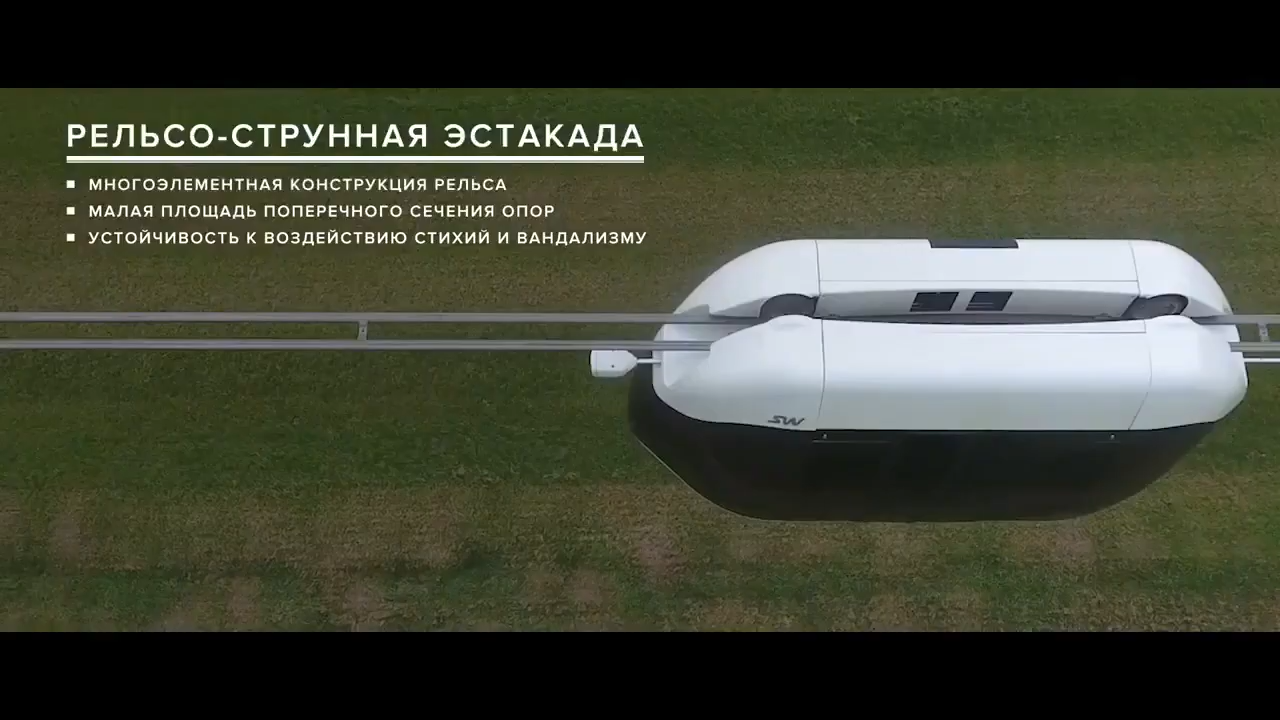 РЕЛЬСО-СТРУННАЯ ЭСТАКАДА
МНОГОЭЛЕМЕНТНАЯ КОНСТРУКЦИЯ РЕЛЬСА
МАЛАЯ ПЛОЩАДЬ ПОПЕРЕЧНОГО СЕЧЕНИЯ ОПОР
УСТОЙЧИВОСТЬ К ВОЗДЕЙСТВИЮ СТИХИЙ И ВАНДАЛИЗМУ
SW